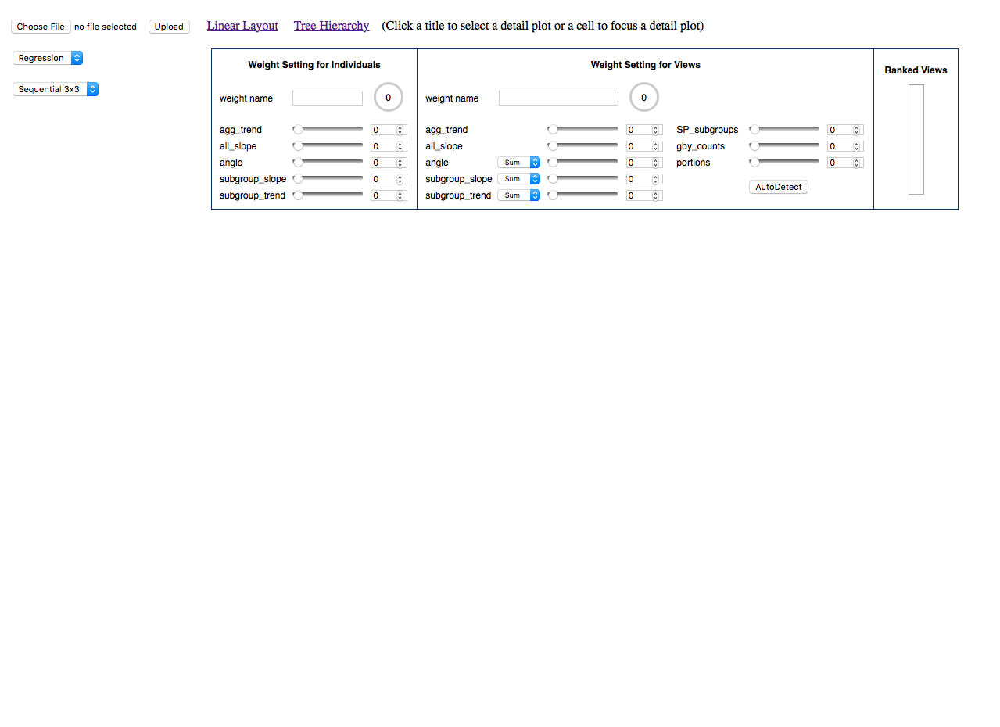 Choose File no file selected Upload Linear Layout Tree Hierarchy (Click a title to select a detail plot or a cell to focus a detail plot)
Regression
Sequential 3x3
Weight Setting for Individuals
weight name 0
agg_trend 0
all_slope 0
angle 0
subgroup_slope 0
subgroup_trend 0
Weight Setting for Views
weight name 0
agg_trend 0
all_slope 0
angle Sum 0
subgroup_slope Sum 0
subgroup_trend Sum 0
SP_subgroups 0
gby_counts 0
portions 0
AutoDetect
Ranked Views